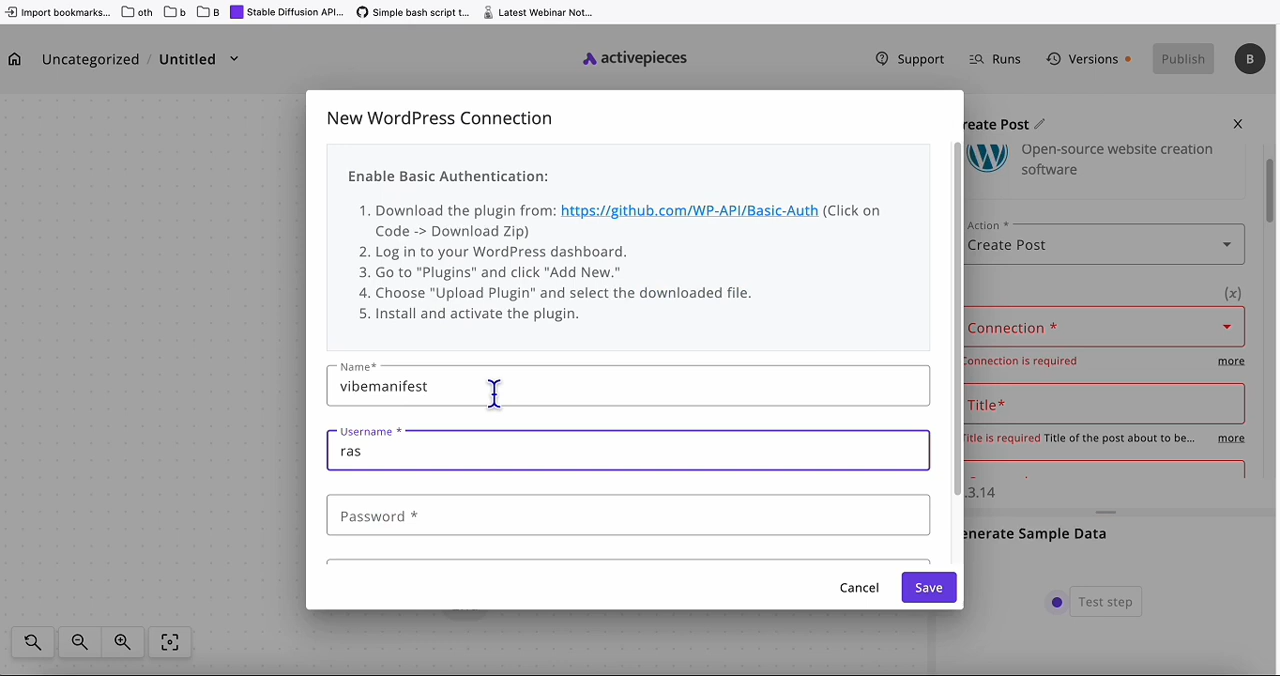 Import bookmarks... oth b B Stable Diffusion API... Simple bash script t... Latest Webinar Not...
Uncategorized / Untitled activepieces Support Runs Versions Publish B
New WordPress Connection
Enable Basic Authentication:
1. Download the plugin from: https://github.com/WP-API/Basic-Auth (Click on
Code -> Download Zip)
2. Log in to your WordPress dashboard.
3. Go to "Plugins" and click "Add New."
4. Choose "Upload Plugin" and select the downloaded file.
5. Install and activate the plugin.
Name*
vibemanifest
Username *
ras
Password *
Cancel Save
reate Post X
Open-source website creation
software
Action *
Create Post
(x)
Connection *
Connection is required more
Title*
Title is required Title of the post about to be... more
.3.14
enerate Sample Data
Test step